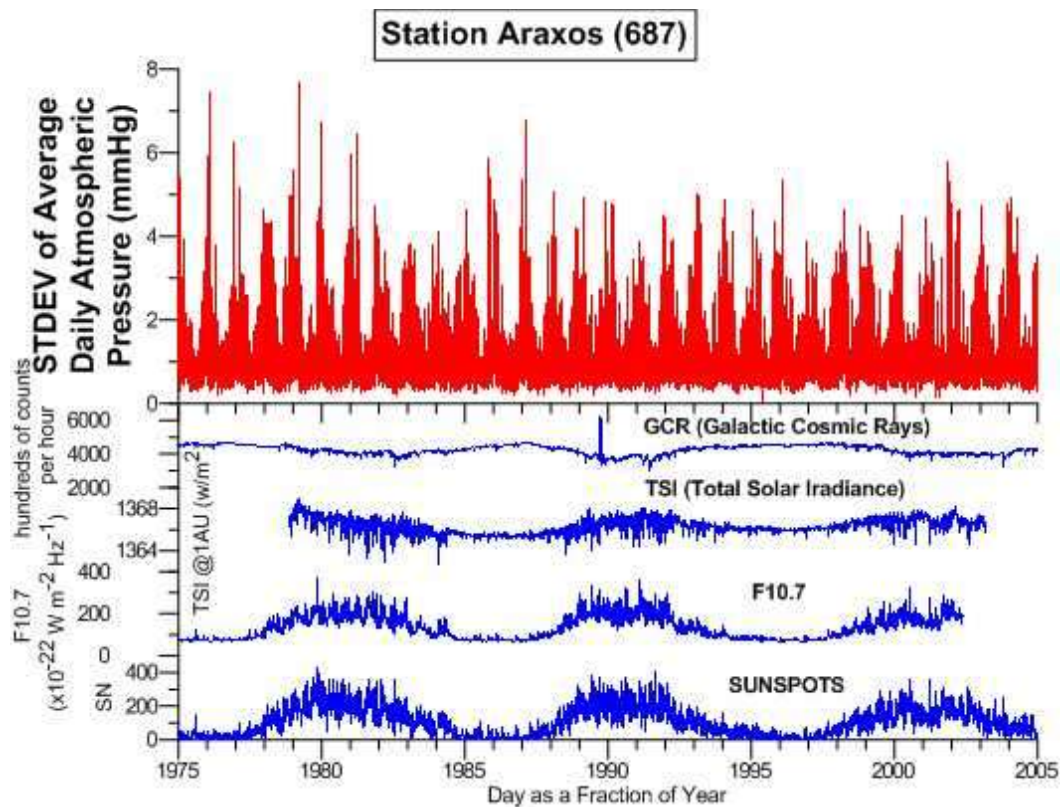 Station Araxos (687)
STDEV of Average
Daily Atmospheric
Pressure (mmHg)
8
6
4
2
0
hundreds of counts
per hour
6000
4000
2000
GCR (Galactic Cosmic Rays)
TSI @1AU (w/m²)
1368
1364
TSI (Total Solar Irradiance)
F10.7
(x10⁻²² W m⁻² Hz⁻¹)
400
200
0
F10.7
SN
400
200
0
SUNSPOTS
1975 1980 1985 1990 1995 2000 2005
Day as a Fraction of Year